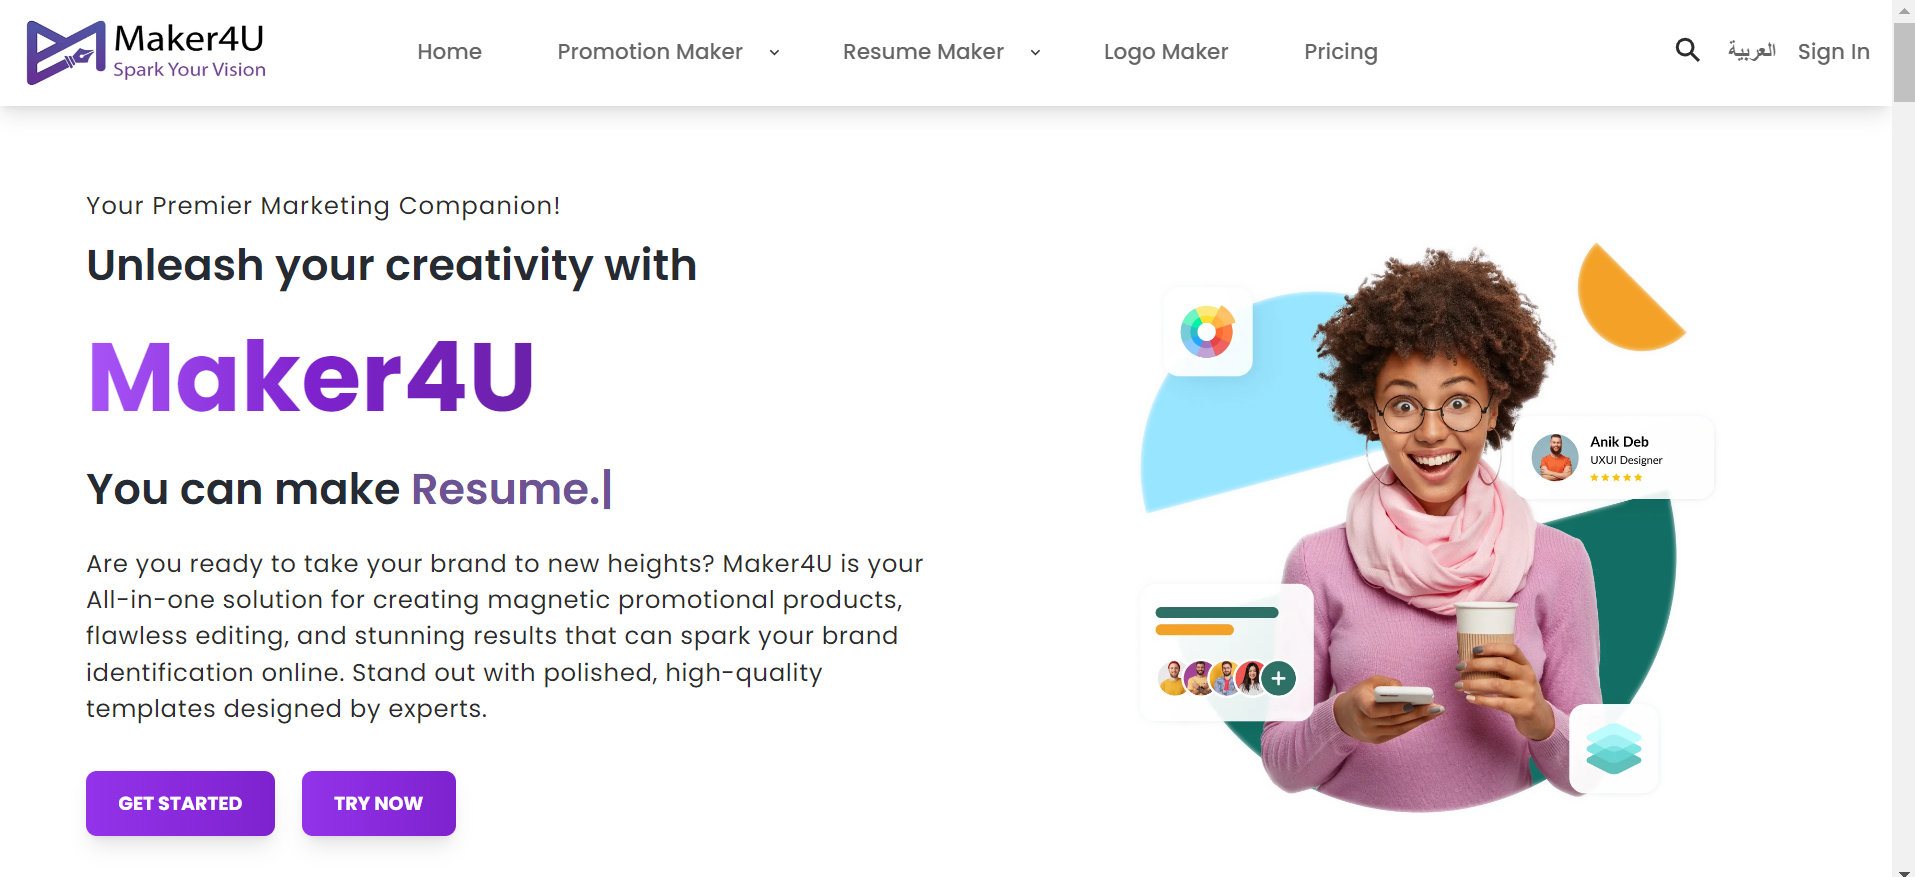 Maker4U
Spark Your Vision
Home
Promotion Maker
Resume Maker
Logo Maker
Pricing
العربية
Sign In
Your Premier Marketing Companion!
Unleash your creativity with
Maker4U
You can make Resume.|
Are you ready to take your brand to new heights? Maker4U is your
All-in-one solution for creating magnetic promotional products,
flawless editing, and stunning results that can spark your brand
identification online. Stand out with polished, high-quality
templates designed by experts.
GET STARTED
TRY NOW
Anik Deb
UXUI Designer